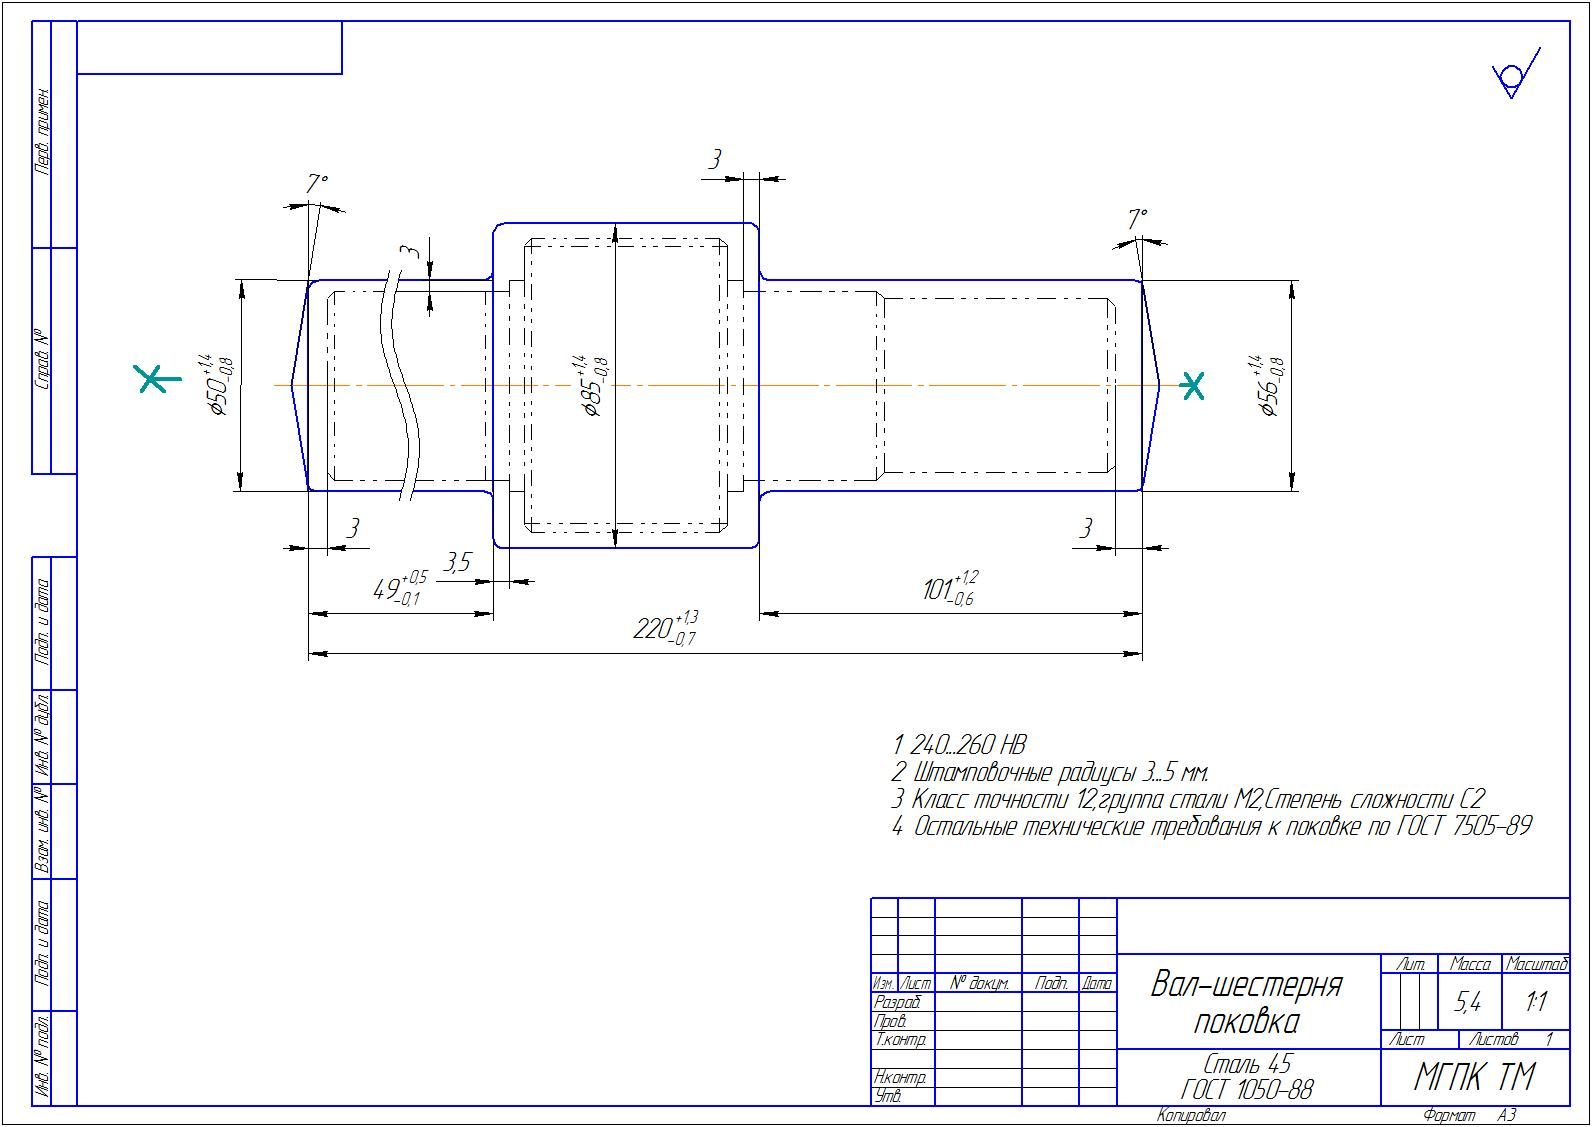 Перв. примен.
Справ. №
Подп. и дата
Инв. № дубл.
Взам. инв. №
Подп. и дата
Инв. № подл.
3
7°
7°
3
⌀50 +1,4 -0,8
⌀85 +1,4 -0,8
⌀56 +1,4 -0,8
3
3
3,5
49 +0,5 -0,1
101 +1,2 -0,6
220 +1,3 -0,7
1 240...260 НВ
2 Штамповочные радиусы 3...5 мм.
3 Класс точности 12,группа стали М2,Степень сложности С2
4 Остальные технические требования к поковке по ГОСТ 7505-89
Изм. Лист № докум. Подп. Дата
Разраб.
Пров.
Т.контр.
Н.контр.
Утв.
Вал-шестерня
поковка
Сталь 45
ГОСТ 1050-88
Лит. Масса Масштаб
5,4 1:1
Лист Листов 1
МГПК ТМ
Копировал Формат А3